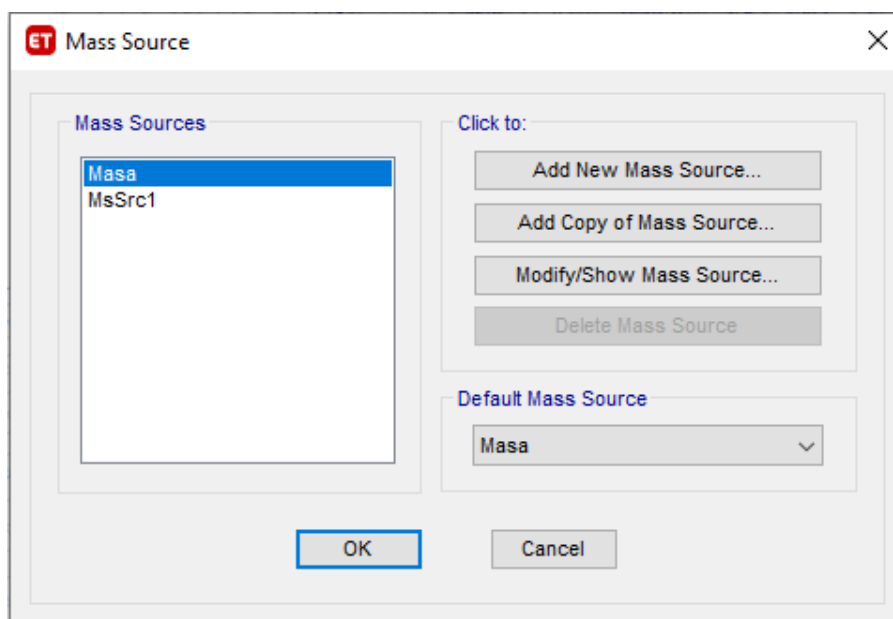 ET Mass Source
Mass Sources
Masa
MsSrc1
Click to:
Add New Mass Source...
Add Copy of Mass Source...
Modify/Show Mass Source...
Delete Mass Source
Default Mass Source
Masa
OK
Cancel